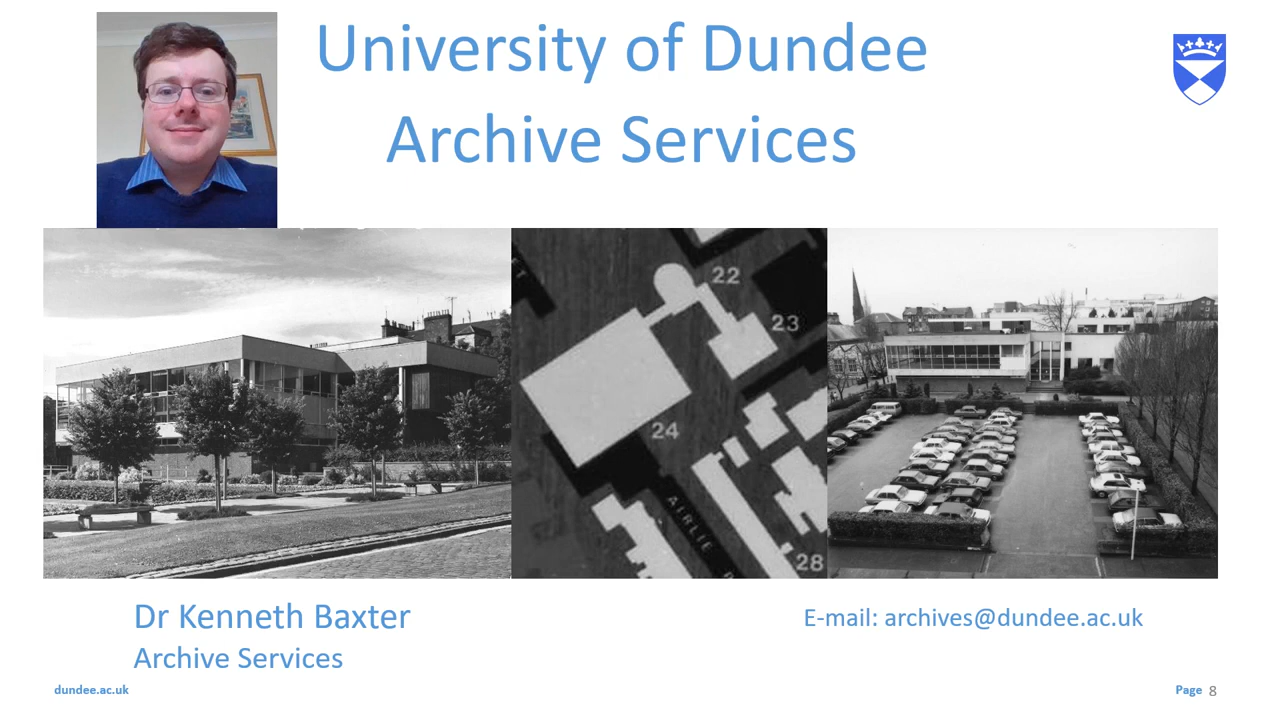 University of Dundee
Archive Services
22
23
24
AIRLIE
28
Dr Kenneth Baxter
Archive Services
E-mail: archives@dundee.ac.uk
dundee.ac.uk
Page 8